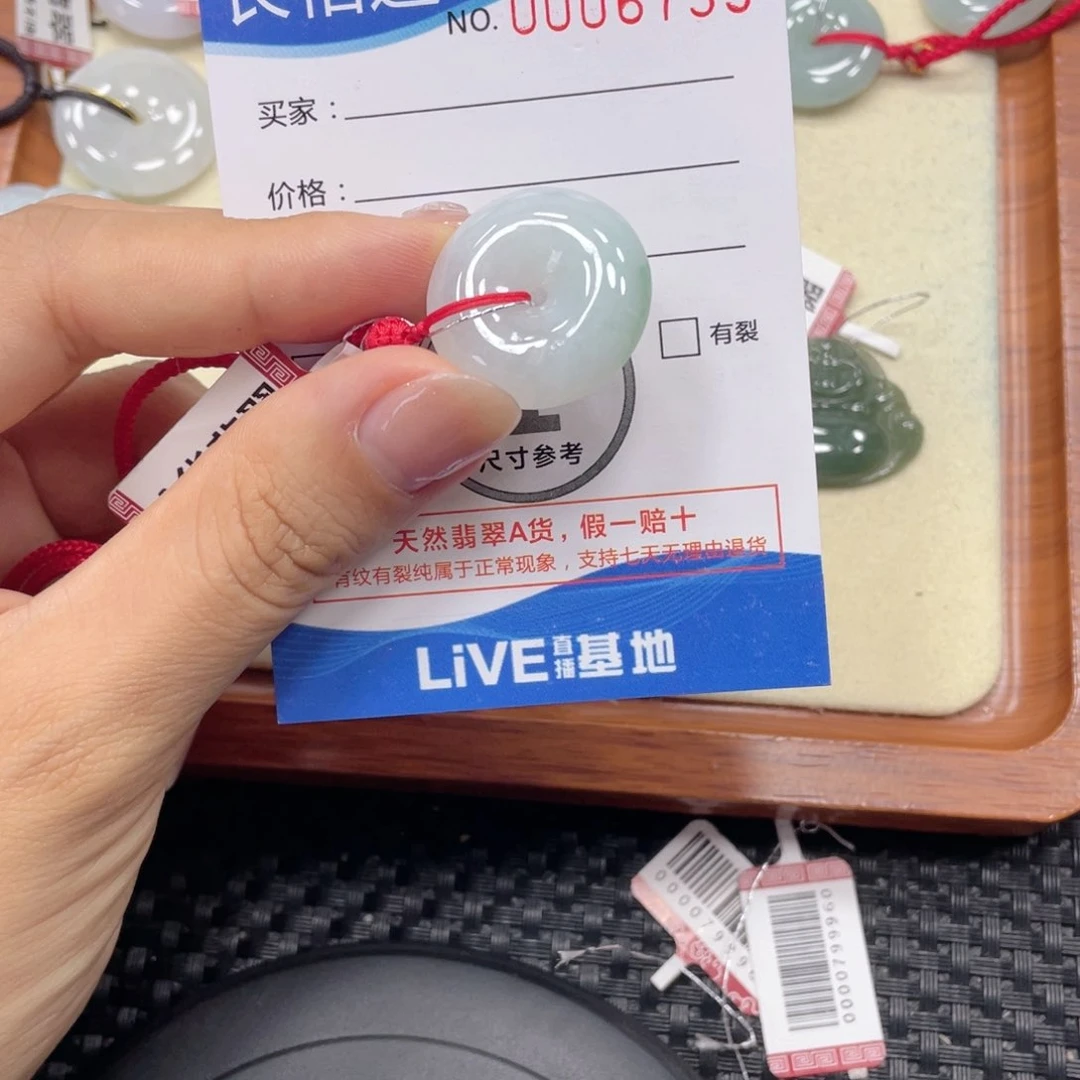 NO. 0006735
买家：
价格：
有裂
尺寸参考
天然翡翠A货，假一赔十
有纹有裂纯属于正常现象，支持七天无理由退货
LiVE直播基地
0000799960